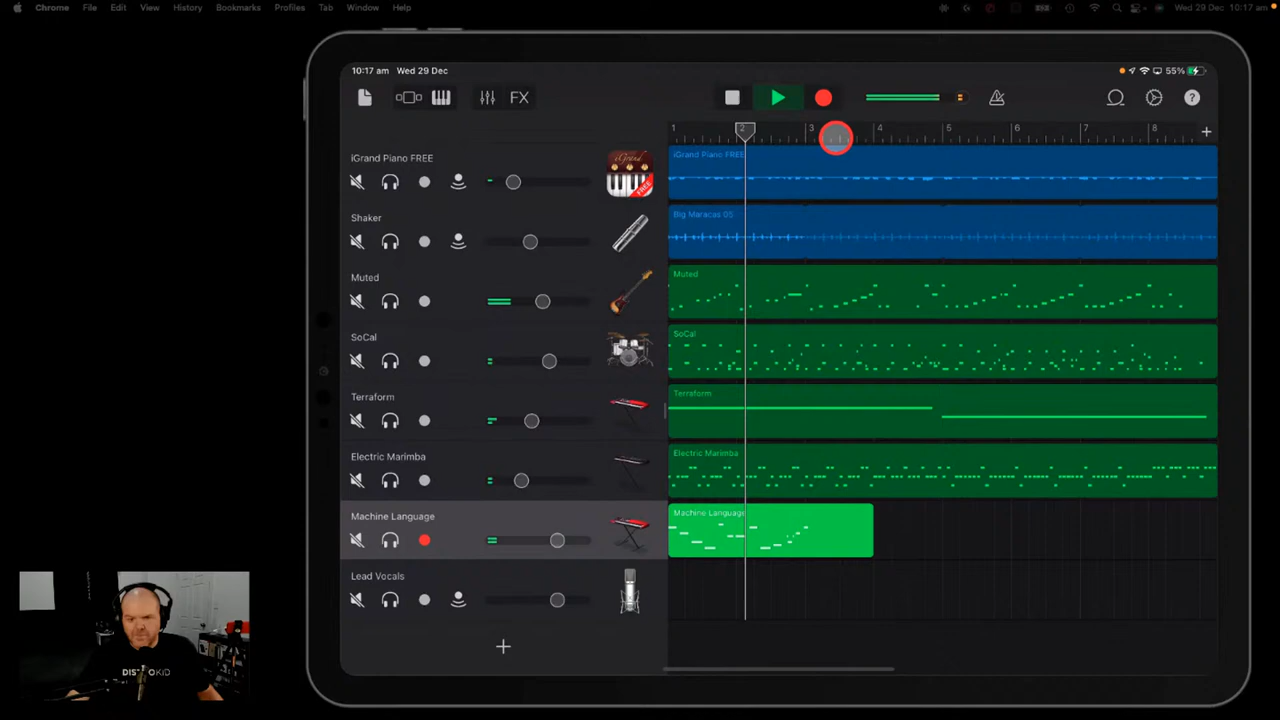 Chrome File Edit View History Bookmarks Profiles Tab Window Help Wed 29 Dec 10:17 am
10:17 am Wed 29 Dec 55%
FX
1 2 3 4 5 6 7 8
iGrand Piano FREE
iGrand
FREE
iGrand Piano FREE
Shaker
Big Maracas 05
Muted
Muted
SoCal
SoCal
Terraform
Terraform
Electric Marimba
Electric Marimba
Machine Language
Machine Language
Lead Vocals